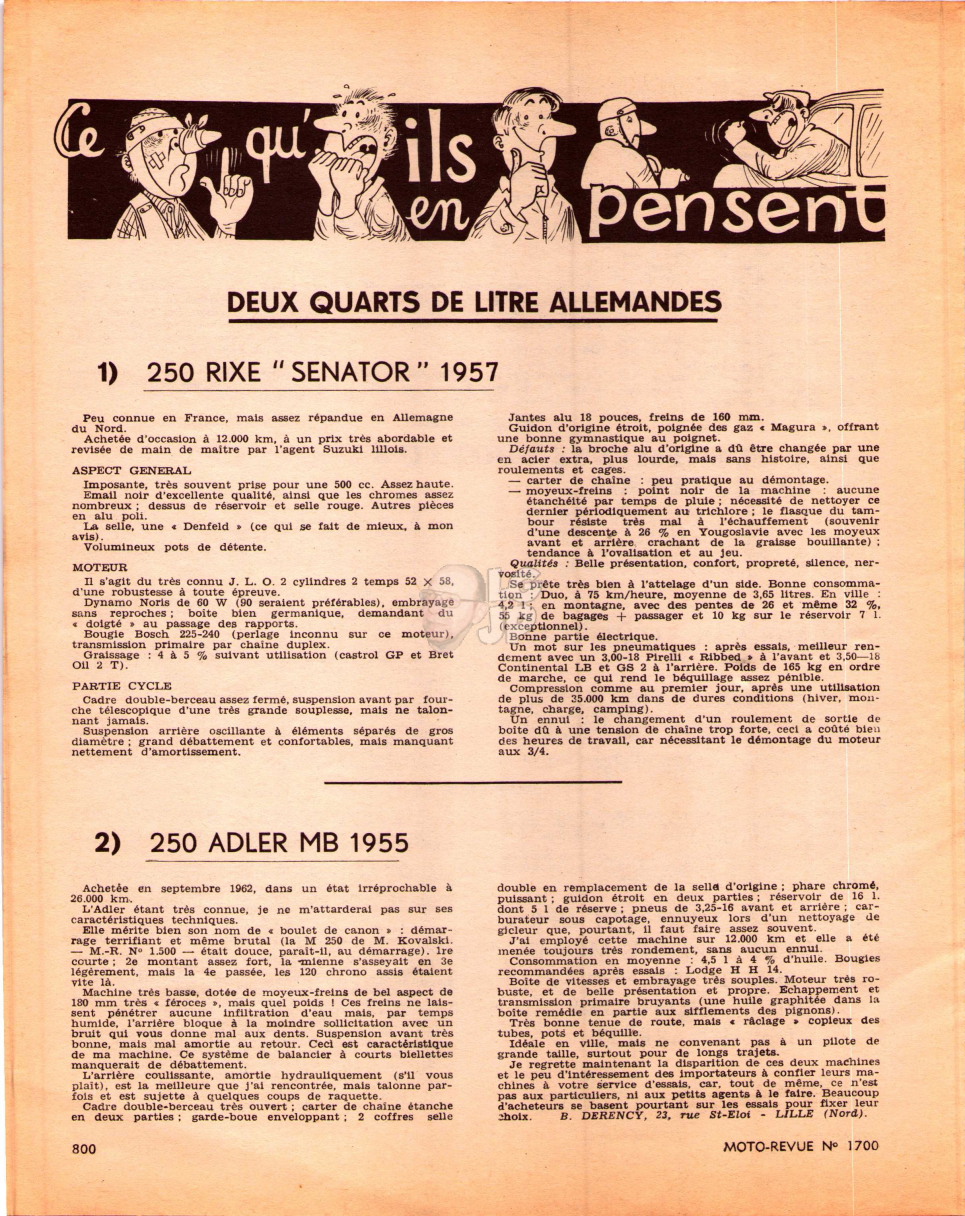 Ce qu'ils en pensent
DEUX QUARTS DE LITRE ALLEMANDES
1) 250 RIXE "SENATOR" 1957
Peu connue en France, mais assez répandue en Allemagne
du Nord.
Achetée d'occasion à 12.000 km, à un prix très abordable et
revisée de main de maître par l'agent Suzuki lillois.
ASPECT GENERAL
Imposante, très souvent prise pour une 500 cc. Assez haute.
Email noir d'excellente qualité, ainsi que les chromes assez
nombreux ; dessus de réservoir et selle rouge. Autres pièces
en alu poli.
La selle, une « Denfeld » (ce qui se fait de mieux, à mon
avis).
Volumineux pots de détente.
MOTEUR
Il s'agit du très connu J. L. O. 2 cylindres 2 temps 52 × 58,
d'une robustesse à toute épreuve.
Dynamo Noris de 60 W (90 seraient préférables), embrayage
sans reproches ; boîte bien germanique, demandant du
« doigté » au passage des rapports.
Bougie Bosch 225-240 (perlage inconnu sur ce moteur),
transmission primaire par chaîne duplex.
Graissage : 4 à 5 % suivant utilisation (castrol GP et Bret
Oil 2 T).
PARTIE CYCLE
Cadre double-berceau assez fermé, suspension avant par four-
che télescopique d'une très grande souplesse, mais ne talon-
nant jamais.
Suspension arrière oscillante à éléments séparés de gros
diamètre ; grand débattement et confortables, mais manquant
nettement d'amortissement.
Jantes alu 18 pouces, freins de 160 mm.
Guidon d'origine étroit, poignée des gaz « Magura », offrant
une bonne gymnastique au poignet.
Défauts : la broche alu d'origine a dû être changée par une
en acier extra, plus lourde, mais sans histoire, ainsi que
roulements et cages.
— carter de chaîne : peu pratique au démontage.
— moyeux-freins : point noir de la machine : aucune
étanchéité par temps de pluie ; nécessité de nettoyer ce
dernier périodiquement au trichlore ; le flasque du tam-
bour résiste très mal à l'échauffement (souvenir
d'une descente à 26 % en Yougoslavie avec les moyeux
avant et arrière crachant de la graisse bouillante) ;
tendance à l'ovalisation et au jeu.
Qualités : Belle présentation, confort, propreté, silence, ner-
vosité.
Se prête très bien à l'attelage d'un side. Bonne consomma-
tion : Duo, à 75 km/heure, moyenne de 3,65 litres. En ville :
4,2 l ; en montagne, avec des pentes de 26 et même 32 %,
55 kg de bagages + passager et 10 kg sur le réservoir 7 l.
(exceptionnel).
Bonne partie électrique.
Un mot sur les pneumatiques : après essais, meilleur ren-
dement avec un 3,00-18 Pirelli « Ribbed » à l'avant et 3,50—18
Continental LB et GS 2 à l'arrière. Poids de 165 kg en ordre
de marche, ce qui rend le béquillage assez pénible.
Compression comme au premier jour, après une utilisation
de plus de 35.000 km dans de dures conditions (hiver, mon-
tagne, charge, camping).
Un ennui : le changement d'un roulement de sortie de
boîte dû à une tension de chaîne trop forte, ceci a coûté bien
des heures de travail, car nécessitant le démontage du moteur
aux 3/4.
2) 250 ADLER MB 1955
Achetée en septembre 1962, dans un état irréprochable à
26.000 km.
L'Adler étant très connue, je ne m'attarderai pas sur ses
caractéristiques techniques.
Elle mérite bien son nom de « boulet de canon » : démar-
rage terrifiant et même brutal (la M 250 de M. Kovalski.
— M.-R. Nº 1.500 — était douce, paraît-il, au démarrage). 1re
courte ; 2e montant assez fort, la mienne s'asseyait en 3e
légèrement, mais la 4e passée, les 120 chrono assis étaient
vite là.
Machine très basse, dotée de moyeux-freins de bel aspect de
180 mm très « féroces », mais quel poids ! Ces freins ne lais-
sent pénétrer aucune infiltration d'eau mais, par temps
humide, l'arrière bloque à la moindre sollicitation avec un
bruit qui vous donne mal aux dents. Suspension avant très
bonne, mais mal amortie au retour. Ceci est caractéristique
de ma machine. Ce système de balancier à courts biellettes
manquerait de débattement.
L'arrière coulissante, amortie hydrauliquement (s'il vous
plaît), est la meilleure que j'ai rencontrée, mais talonne par-
fois et est sujette à quelques coups de raquette.
Cadre double-berceau très ouvert ; carter de chaîne étanche
en deux parties ; garde-boue enveloppant ; 2 coffres selle
double en remplacement de la selle d'origine ; phare chromé,
puissant ; guidon étroit en deux parties ; réservoir de 16 l.
dont 5 l de réserve ; pneus de 3,25-16 avant et arrière ; car-
burateur sous capotage, ennuyeux lors d'un nettoyage de
gicleur que, pourtant, il faut faire assez souvent.
J'ai employé cette machine sur 12.000 km et elle a été
menée toujours très rondement, sans aucun ennui.
Consommation en moyenne : 4,5 l à 4 % d'huile. Bougies
recommandées après essais : Lodge H H 14.
Boîte de vitesses et embrayage très souples. Moteur très ro-
buste, et de belle présentation et propre. Echappement et
transmission primaire bruyants (une huile graphitée dans la
boîte remédie en partie aux sifflements des pignons).
Très bonne tenue de route, mais « râclage » copieux des
tubes, pots et béquille.
Idéale en ville, mais ne convenant pas à un pilote de
grande taille, surtout pour de longs trajets.
Je regrette maintenant la disparition de ces deux machines
et le peu d'intéressement des importateurs à confier leurs ma-
chines à votre service d'essais, car, tout de même, ce n'est
pas aux particuliers, ni aux petits agents à le faire. Beaucoup
d'acheteurs se basent pourtant sur les essais pour fixer leur
choix. B. DERENCY, 23, rue St-Eloi - LILLE (Nord).
800
MOTO-REVUE Nº 1700